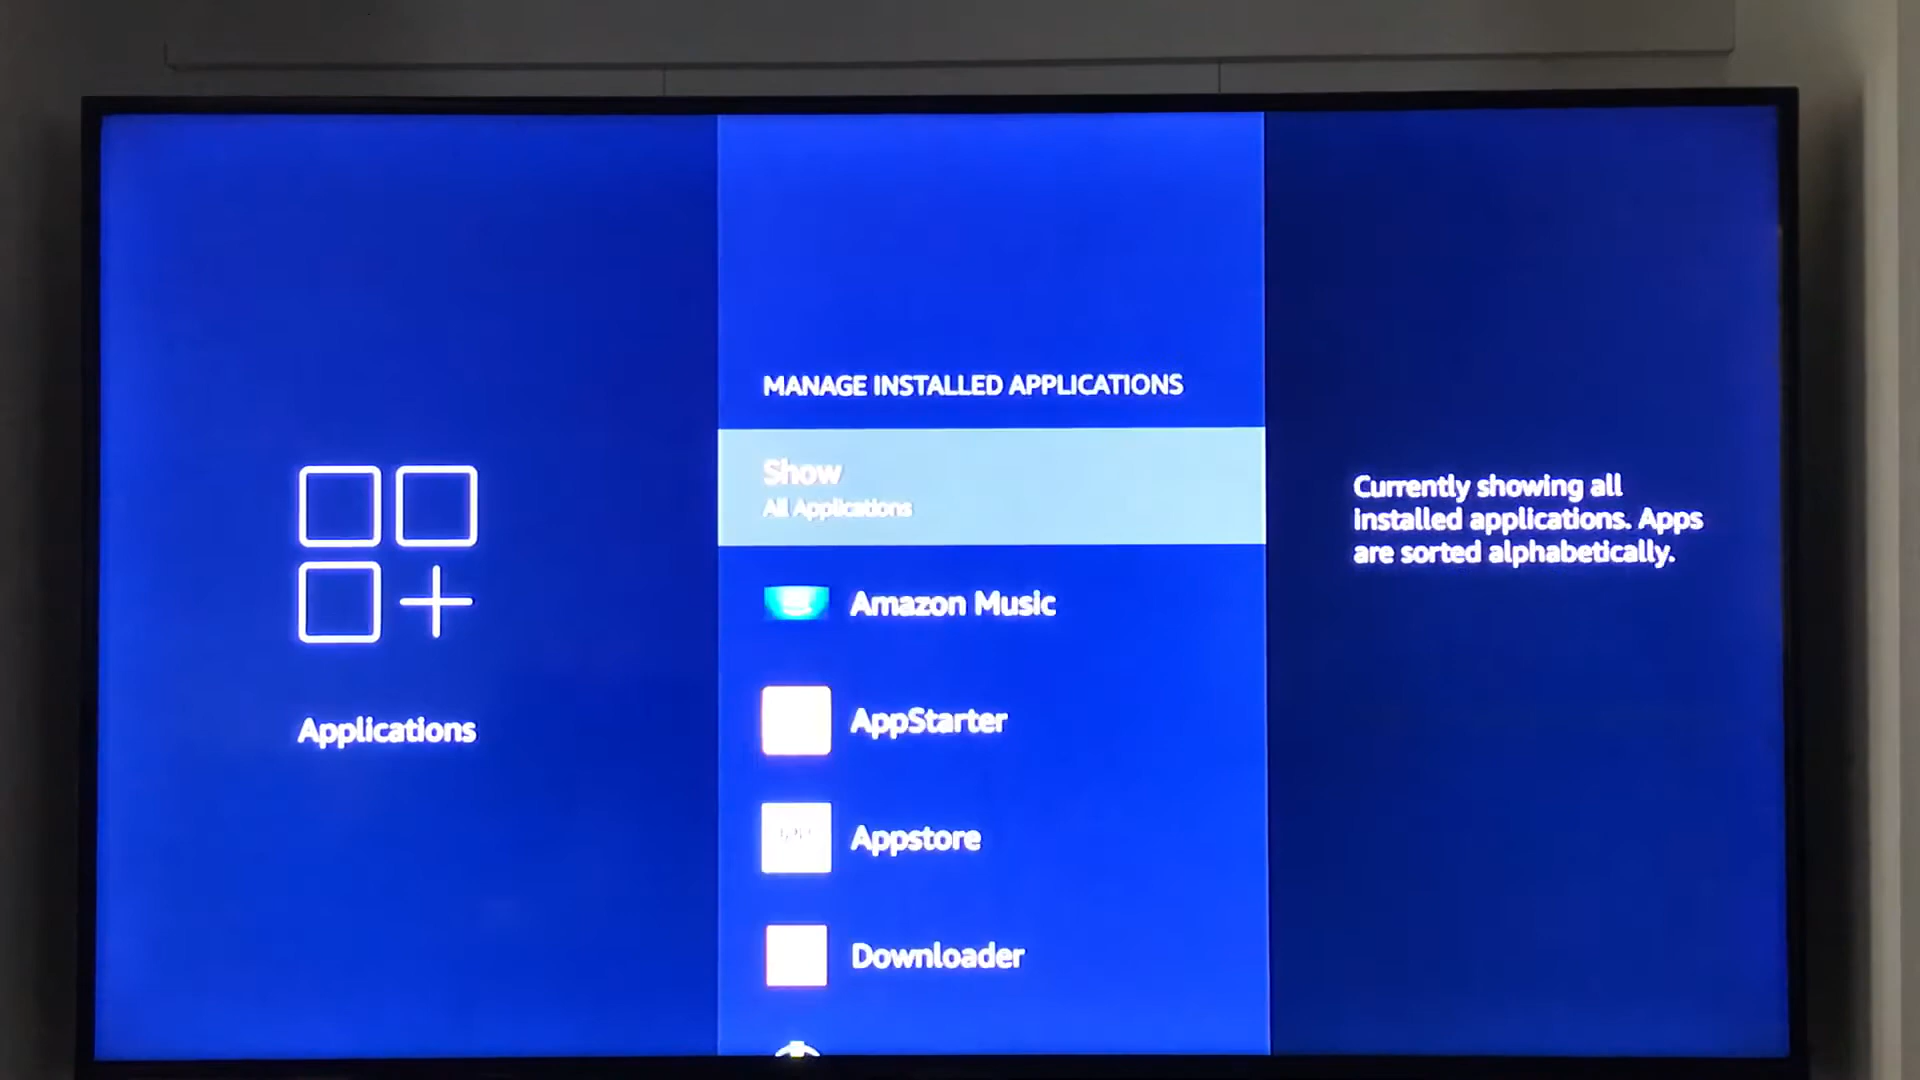 MANAGE INSTALLED APPLICATIONS
Show
All Applications
Amazon Music
AppStarter
Appstore
Downloader
Applications
Currently showing all
installed applications. Apps
are sorted alphabetically.